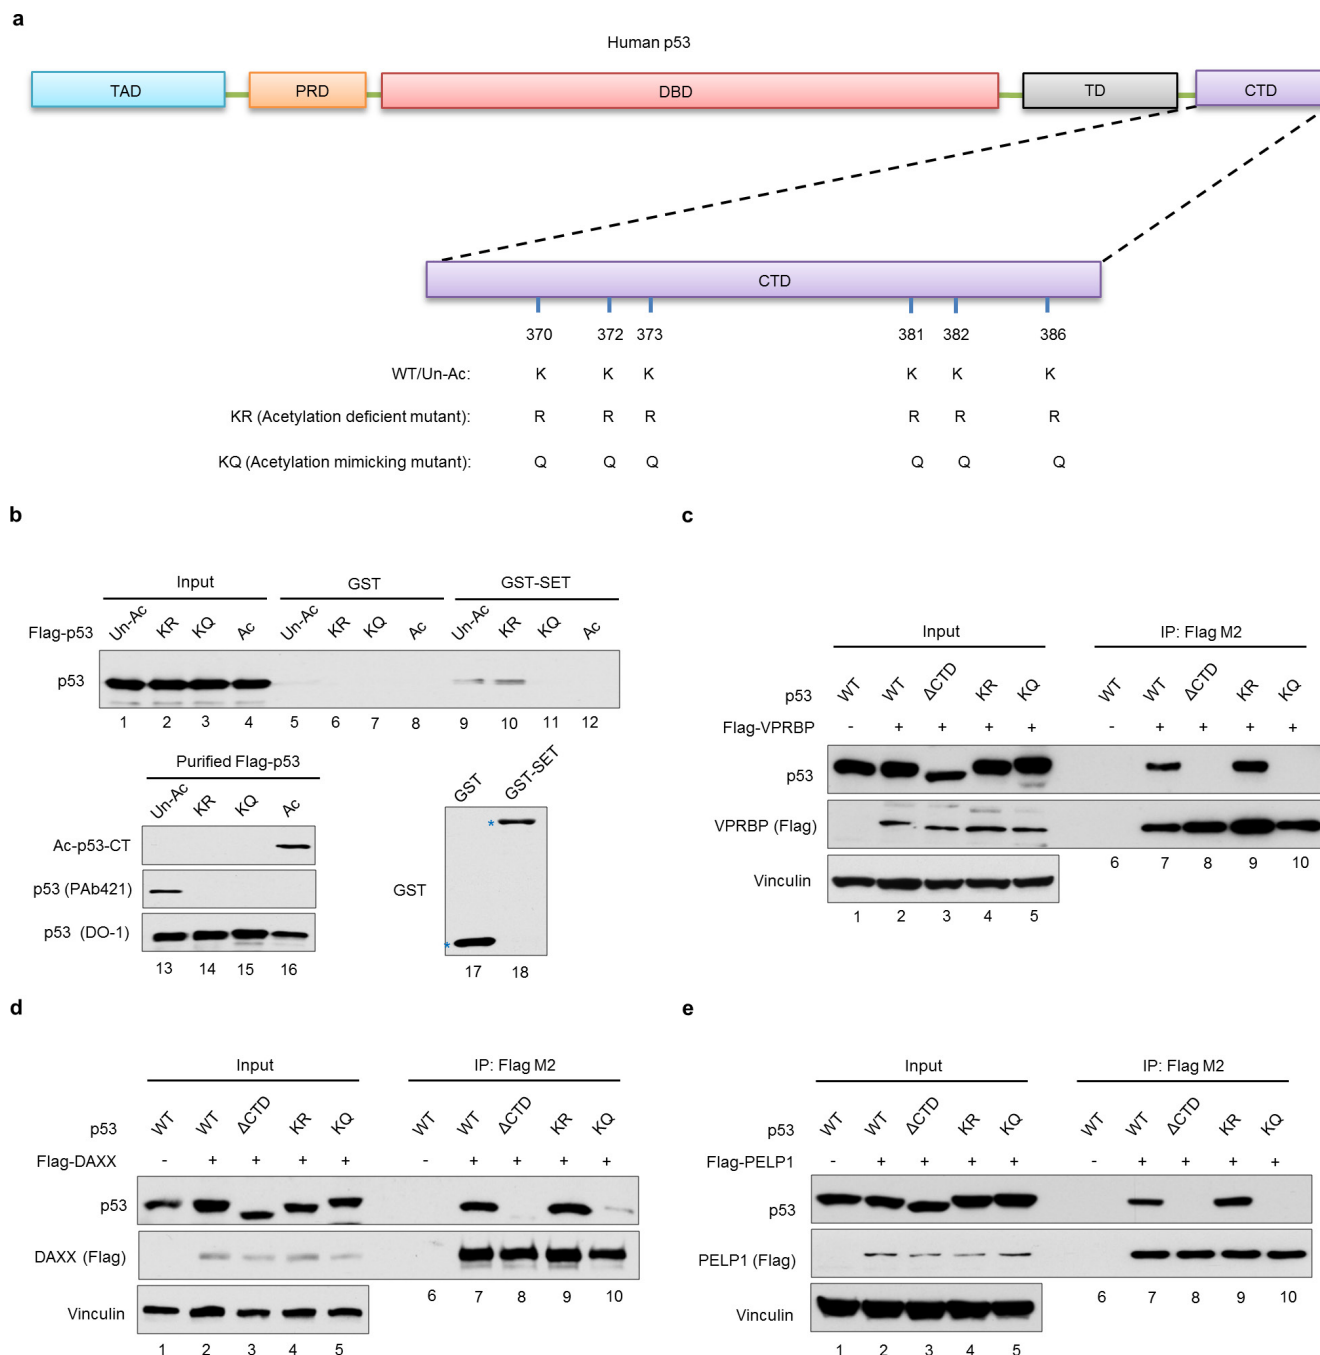 a
Human p53
TAD PRD DBD TD CTD
CTD
370 372 373 381 382 386
WT/Un-Ac: K K K K K K
KR (Acetylation deficient mutant): R R R R R R
KQ (Acetylation mimicking mutant): Q Q Q Q Q Q
b
Input GST GST-SET
Flag-p53 Un-Ac KR KQ Ac Un-Ac KR KQ Ac Un-Ac KR KQ Ac
p53
1 2 3 4 5 6 7 8 9 10 11 12
Purified Flag-p53
Un-Ac KR KQ Ac
Ac-p53-CT
p53 (PAb421)
p53 (DO-1)
13 14 15 16
GST GST-SET
*
GST
*
17 18
c
Input IP: Flag M2
p53 WT WT ΔCTD KR KQ WT WT ΔCTD KR KQ
Flag-VPRBP - + + + + - + + + +
p53
VPRBP (Flag)
6 7 8 9 10
Vinculin
1 2 3 4 5
d
Input IP: Flag M2
p53 WT WT ΔCTD KR KQ WT WT ΔCTD KR KQ
Flag-DAXX - + + + + - + + + +
p53
DAXX (Flag)
6 7 8 9 10
Vinculin
1 2 3 4 5
e
Input IP: Flag M2
p53 WT WT ΔCTD KR KQ WT WT ΔCTD KR KQ
Flag-PELP1 - + + + + - + + + +
p53
PELP1 (Flag)
6 7 8 9 10
Vinculin
1 2 3 4 5